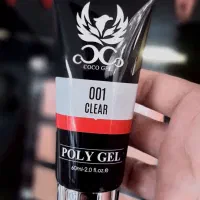 COCO GEL
001
CLEAR
POLY GEL
60ml-2.0 fl.oz.e